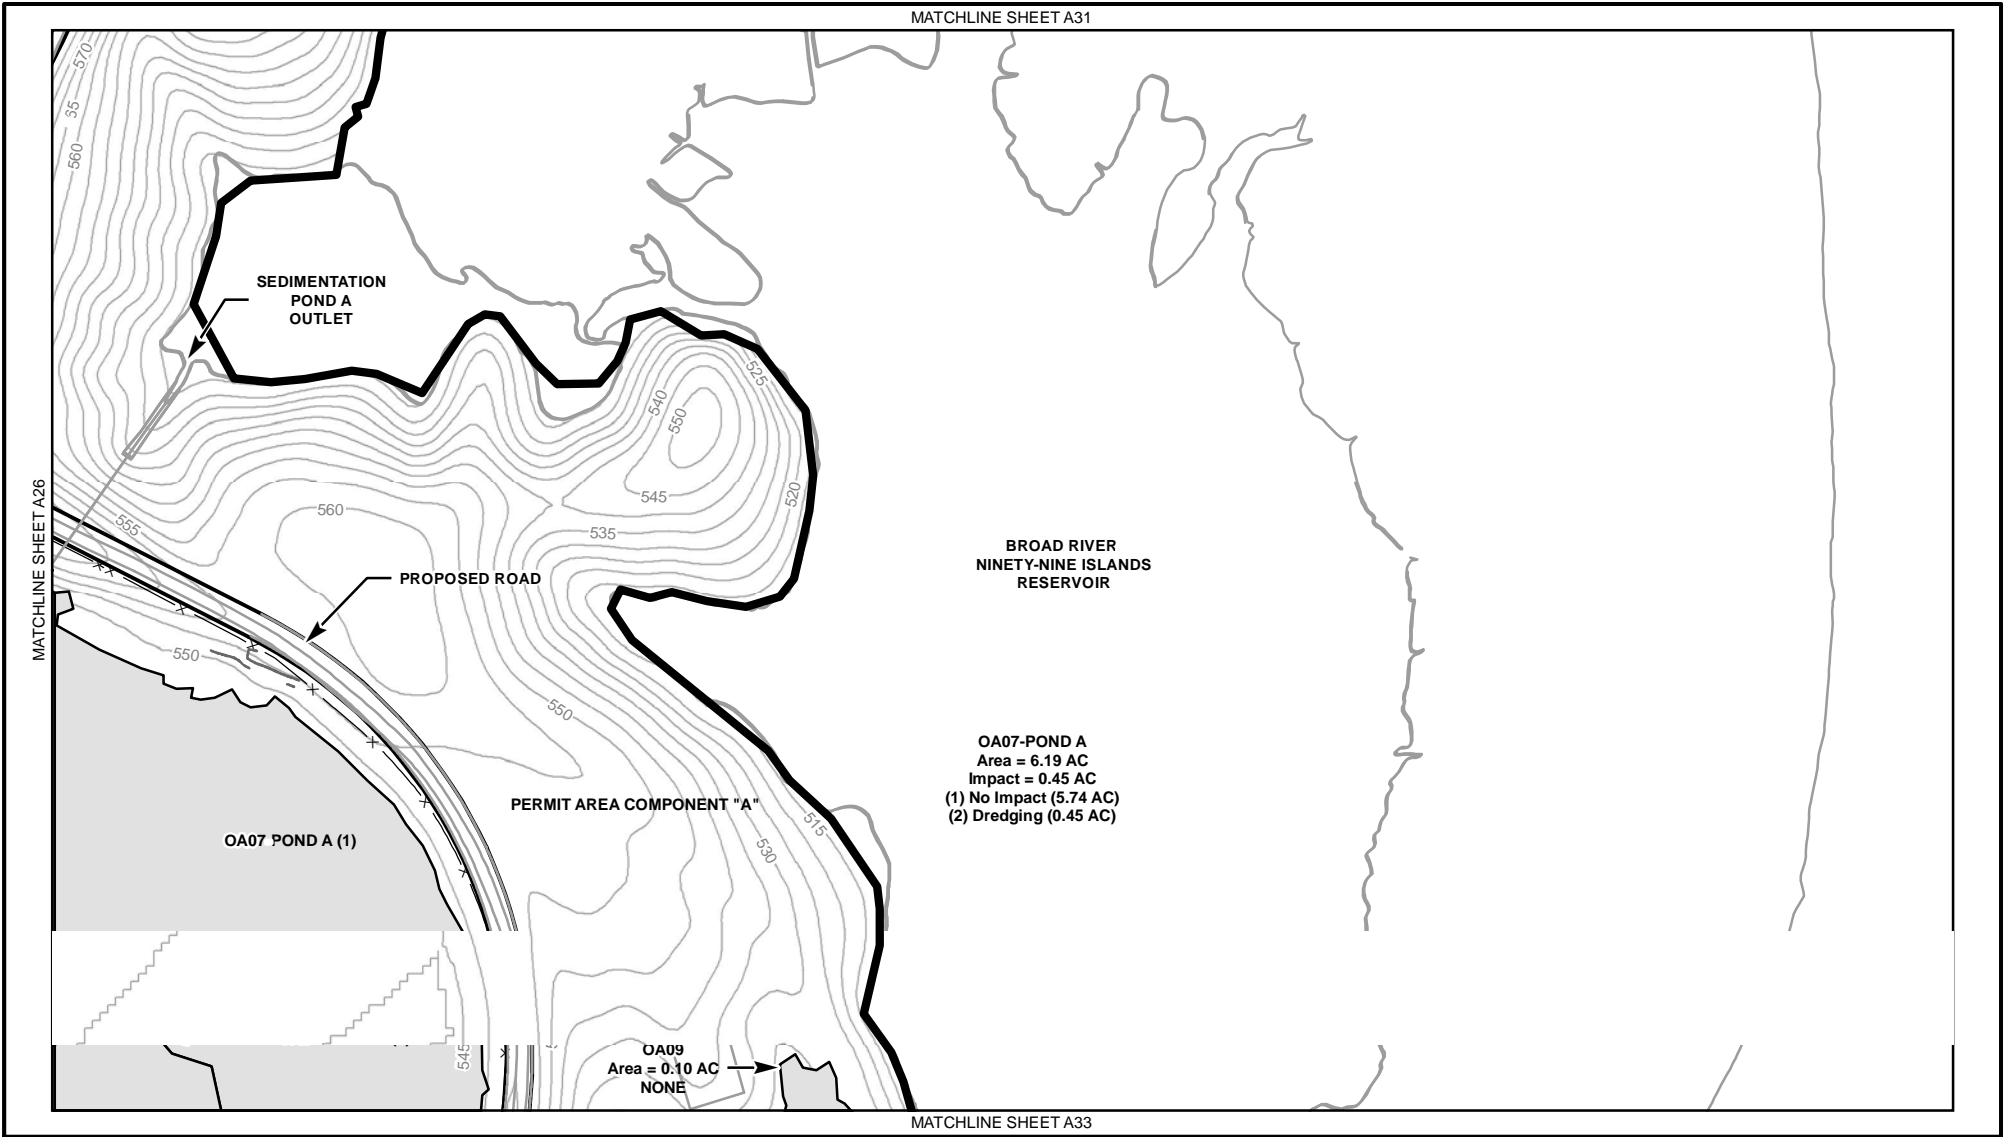 MATCHLINE SHEET A31
570
65
560
SEDIMENTATION
POND A
OUTLET
525
540
550
545
520
MATCHLINE SHEET A26
560
555
535
BROAD RIVER
NINETY-NINE ISLANDS
RESERVOIR
PROPOSED ROAD
550
550
OA07-POND A
Area = 6.19 AC
Impact = 0.45 AC
(1) No Impact (5.74 AC)
(2) Dredging (0.45 AC)
PERMIT AREA COMPONENT "A"
515
530
OA07 POND A (1)
545
OA09
Area = 0.10 AC
NONE
MATCHLINE SHEET A33